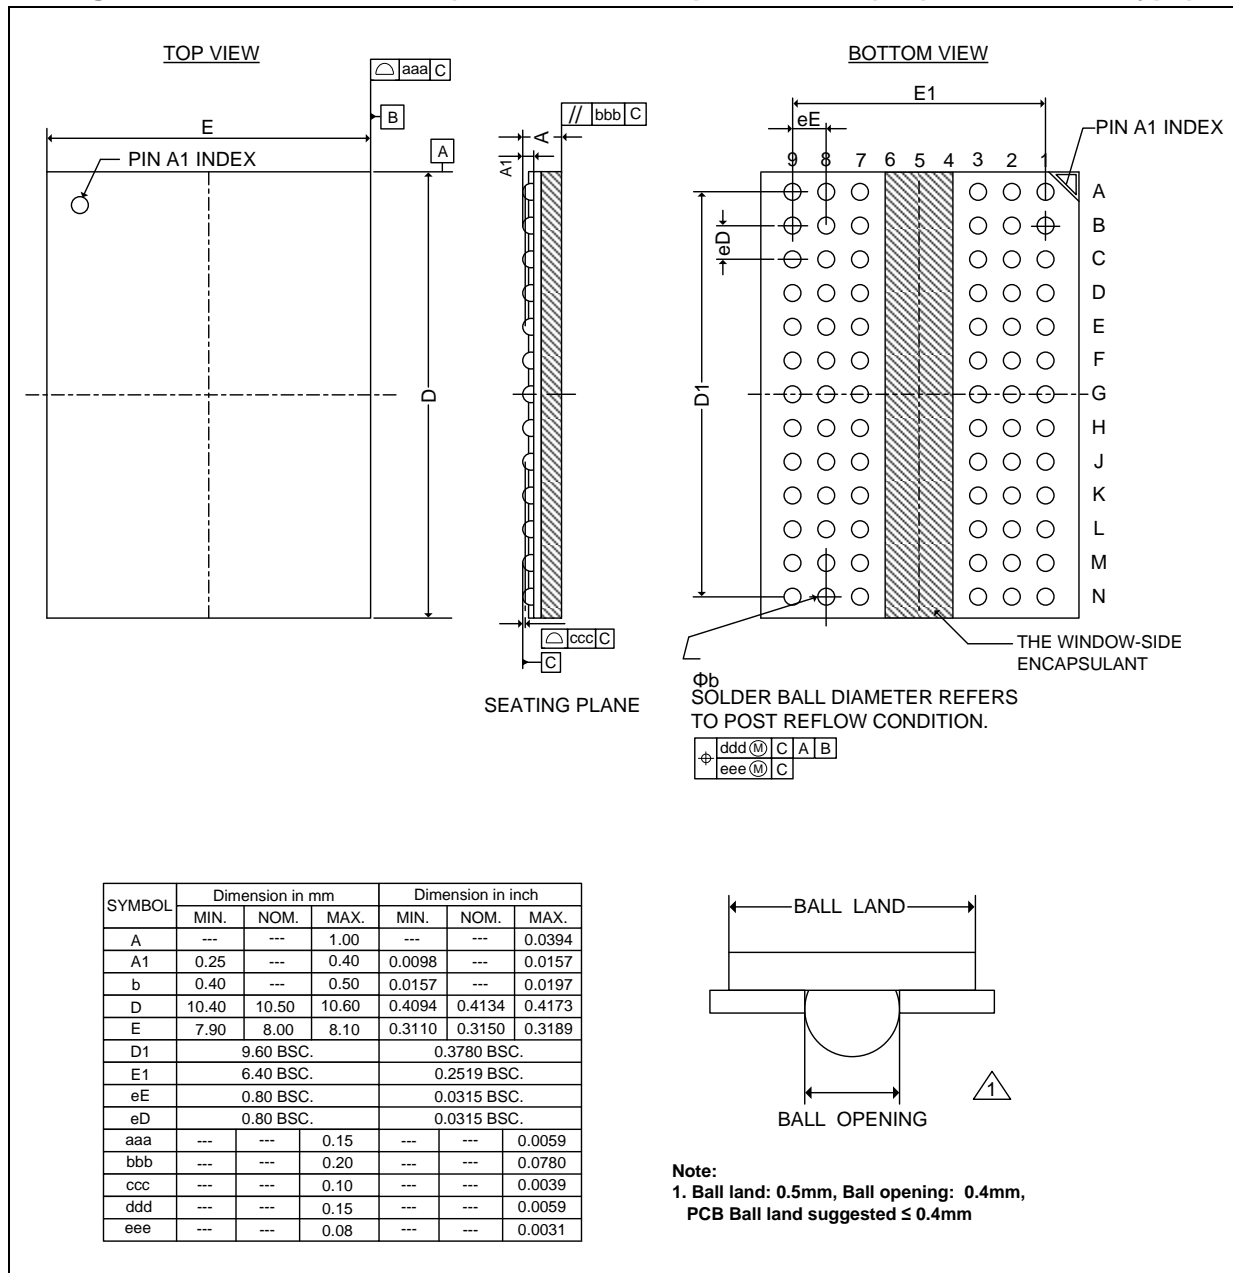 TOP VIEW
aaa C
B
E
A
PIN A1 INDEX
D
// bbb C
A
A1
ccc C
C
SEATING PLANE
BOTTOM VIEW
E1
eE
PIN A1 INDEX
9 8 7 6 5 4 3 2 1
A
B
eD
C
D
E
F
D1
G
H
J
K
L
M
N
THE WINDOW-SIDE
ENCAPSULANT
Φb
SOLDER BALL DIAMETER REFERS
TO POST REFLOW CONDITION.
⌖ ddd Ⓜ C A B
eee Ⓜ C
SYMBOL Dimension in mm Dimension in inch
MIN. NOM. MAX. MIN. NOM. MAX.
A --- --- 1.00 --- --- 0.0394
A1 0.25 --- 0.40 0.0098 --- 0.0157
b 0.40 --- 0.50 0.0157 --- 0.0197
D 10.40 10.50 10.60 0.4094 0.4134 0.4173
E 7.90 8.00 8.10 0.3110 0.3150 0.3189
D1 9.60 BSC. 0.3780 BSC.
E1 6.40 BSC. 0.2519 BSC.
eE 0.80 BSC. 0.0315 BSC.
eD 0.80 BSC. 0.0315 BSC.
aaa --- --- 0.15 --- --- 0.0059
bbb --- --- 0.20 --- --- 0.0780
ccc --- --- 0.10 --- --- 0.0039
ddd --- --- 0.15 --- --- 0.0059
eee --- --- 0.08 --- --- 0.0031
BALL LAND
1
BALL OPENING
Note:
1. Ball land: 0.5mm, Ball opening: 0.4mm,
PCB Ball land suggested ≤ 0.4mm